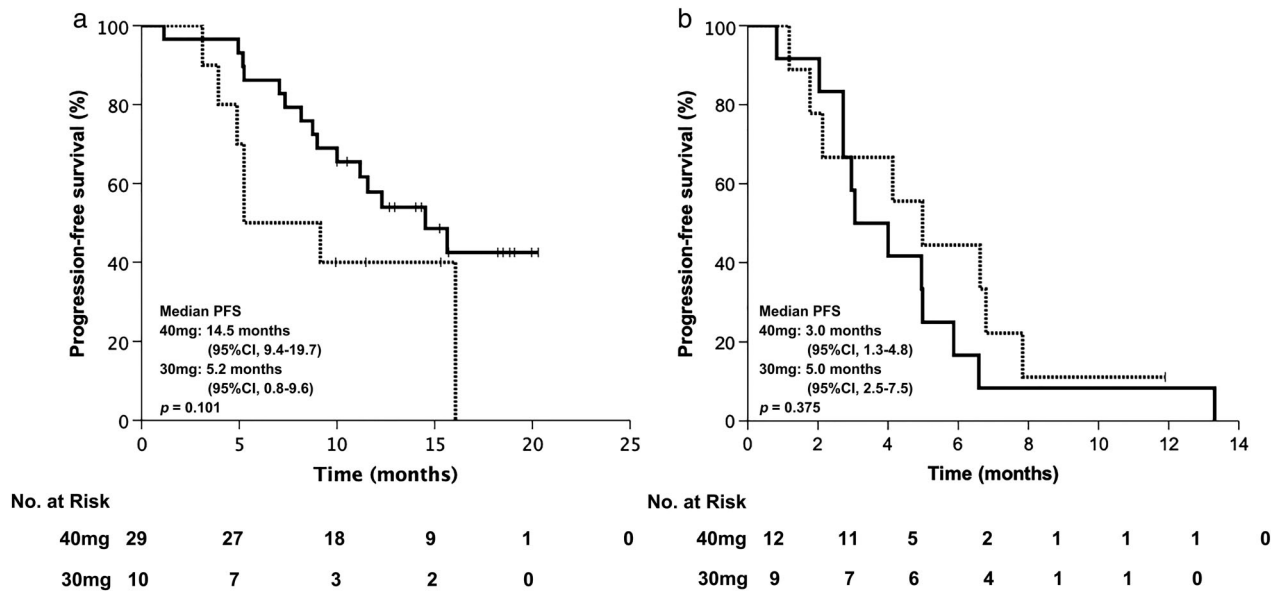 a
100
80
60
40
20
0
Progression-free survival (%)
Median PFS
40mg: 14.5 months
(95%CI, 9.4-19.7)
30mg: 5.2 months
(95%CI, 0.8-9.6)
p = 0.101
0 5 10 15 20 25
Time (months)
No. at Risk
40mg 29 27 18 9 1 0
30mg 10 7 3 2 0
b
100
80
60
40
20
0
Progression-free survival (%)
Median PFS
40mg: 3.0 months
(95%CI, 1.3-4.8)
30mg: 5.0 months
(95%CI, 2.5-7.5)
p = 0.375
0 2 4 6 8 10 12 14
Time (months)
No. at Risk
40mg 12 11 5 2 1 1 1 0
30mg 9 7 6 4 1 1 0